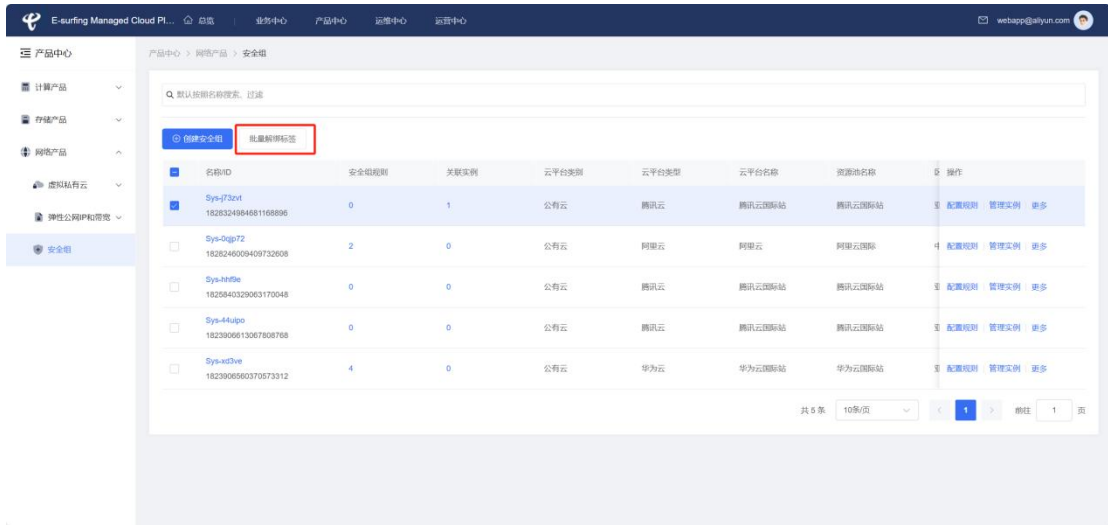 E-surfing Managed Cloud Pl... 总览 业务中心 产品中心 运维中心 运营中心 webapp@aliyun.com
产品中心 产品中心 > 网络产品 > 安全组
计算产品
默认按照名称搜索、过滤
存储产品
创建安全组 批量解绑标签
网络产品
名称/ID 安全组规则 关联实例 云平台类别 云平台类型 云平台名称 资源池名称 操作
虚拟私有云
Sys-j73zvt 0 1 公有云 腾讯云 腾讯云国际站 腾讯云国际站 配置规则 管理实例 更多
1828324984681168896
弹性公网IP和带宽
安全组
Sys-0qjp72 2 0 公有云 阿里云 阿里云 阿里云国际 配置规则 管理实例 更多
1828246009409732608
Sys-hhf9e 0 0 公有云 腾讯云 腾讯云国际站 腾讯云国际站 配置规则 管理实例 更多
1825840329063170048
Sys-44uipo 0 0 公有云 腾讯云 腾讯云国际站 腾讯云国际站 配置规则 管理实例 更多
1823906613067808768
Sys-xd3ve 4 0 公有云 华为云 华为云国际站 华为云国际站 配置规则 管理实例 更多
1823906560370573312
共 5 条 10条/页 1 前往 1 页